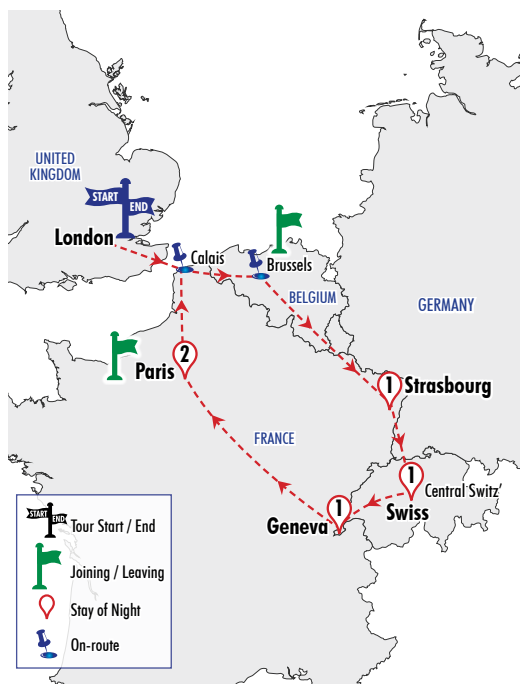 UNITED
KINGDOM
START
END
London
Calais
Brussels
BELGIUM
GERMANY
Paris
2
1
Strasbourg
FRANCE
1
Central Switz'
Swiss
1
Geneva
START
END
Tour Start / End
Joining / Leaving
Stay of Night
On-route